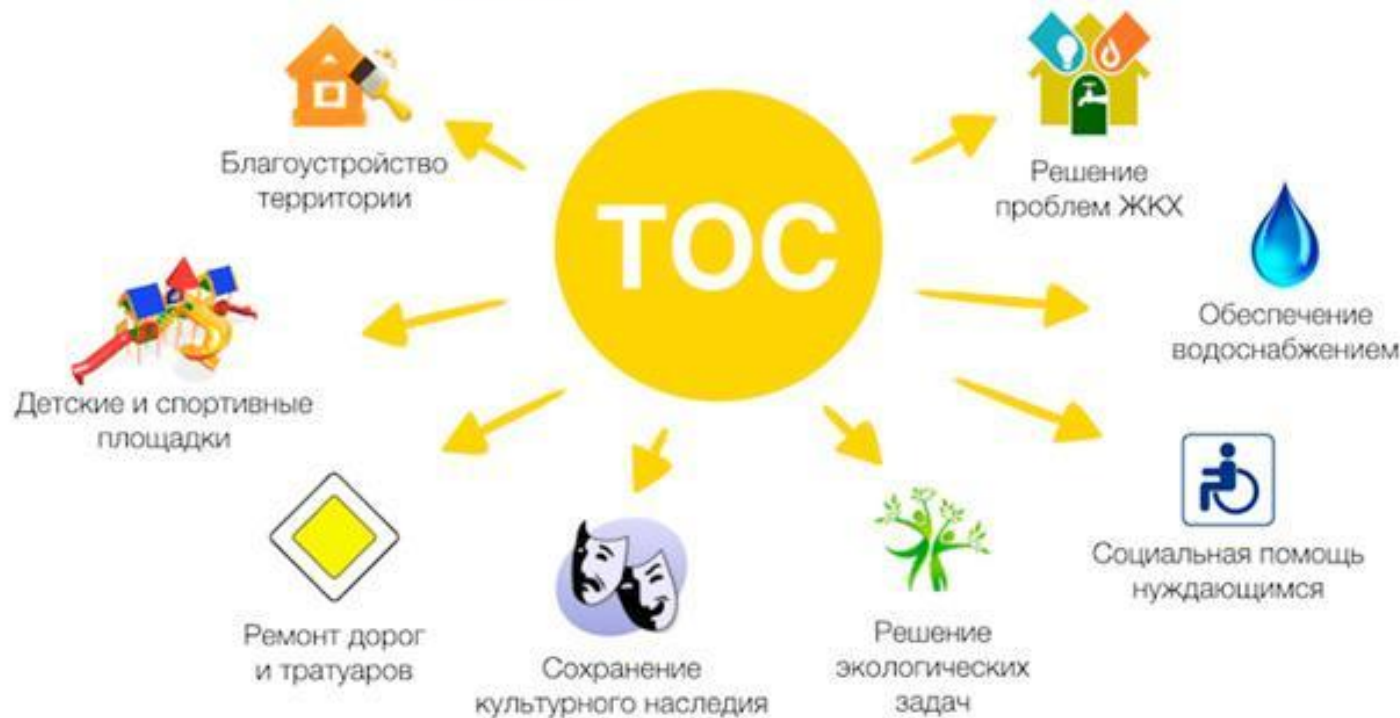 ТОС
Благоустройство
территории
Решение
проблем ЖКХ
Детские и спортивные
площадки
Обеспечение
водоснабжением
Ремонт дорог
и тратуаров
Сохранение
культурного наследия
Решение
экологических
задач
Социальная помощь
нуждающимся